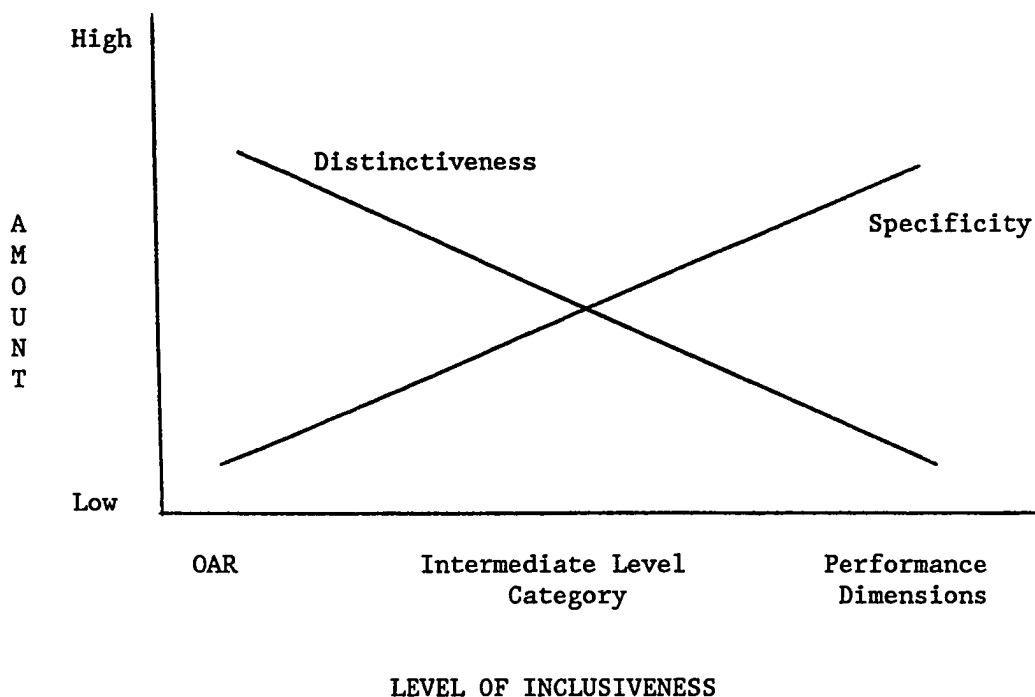 High
Distinctiveness
Specificity
A
M
O
U
N
T
Low
OAR
Intermediate Level
Category
Performance
Dimensions
LEVEL OF INCLUSIVENESS